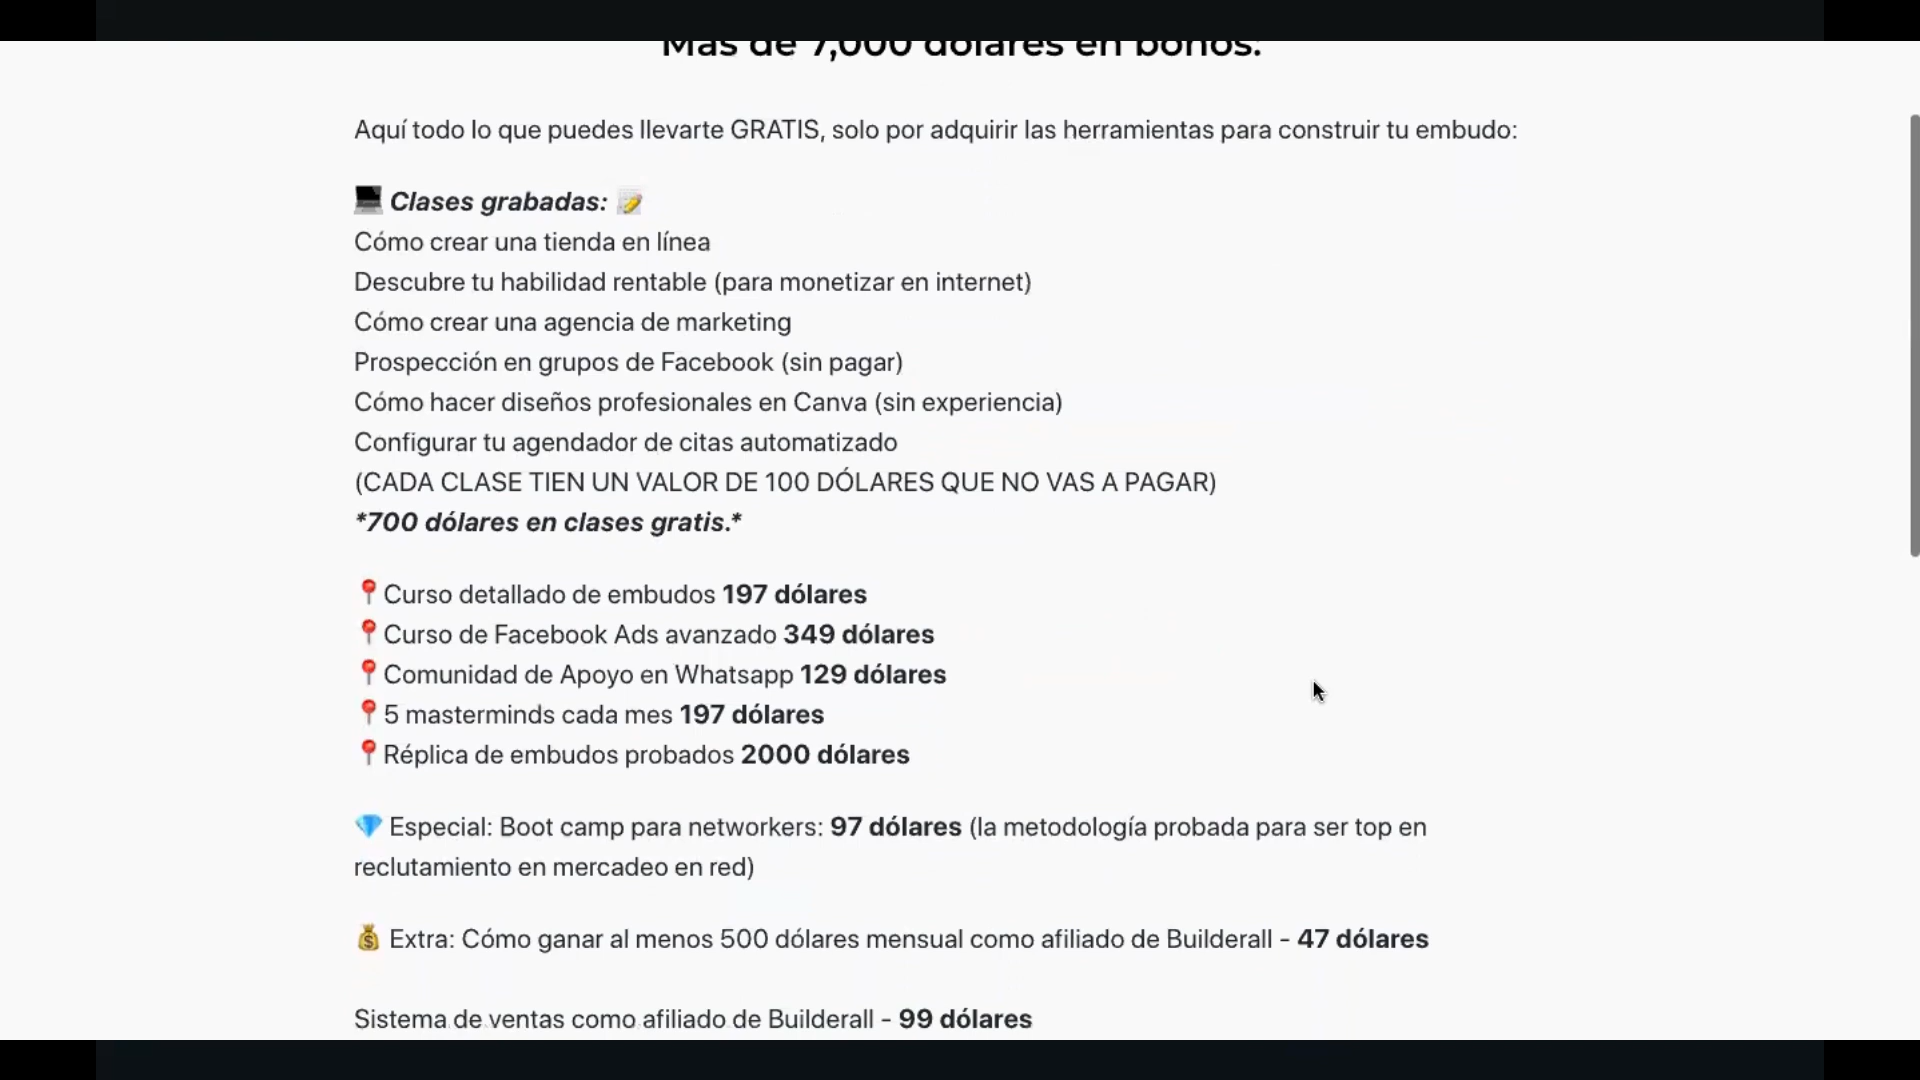 Más de 7,000 dólares en bonos:
Aquí todo lo que puedes llevarte GRATIS, solo por adquirir las herramientas para construir tu embudo:
Clases grabadas:
Cómo crear una tienda en línea
Descubre tu habilidad rentable (para monetizar en internet)
Cómo crear una agencia de marketing
Prospección en grupos de Facebook (sin pagar)
Cómo hacer diseños profesionales en Canva (sin experiencia)
Configurar tu agendador de citas automatizado
(CADA CLASE TIEN UN VALOR DE 100 DÓLARES QUE NO VAS A PAGAR)
*700 dólares en clases gratis.*
📍Curso detallado de embudos 197 dólares
📍Curso de Facebook Ads avanzado 349 dólares
📍Comunidad de Apoyo en Whatsapp 129 dólares
📍5 masterminds cada mes 197 dólares
📍Réplica de embudos probados 2000 dólares
💎 Especial: Boot camp para networkers: 97 dólares (la metodología probada para ser top en
reclutamiento en mercadeo en red)
💰 Extra: Cómo ganar al menos 500 dólares mensual como afiliado de Builderall - 47 dólares
Sistema de ventas como afiliado de Builderall - 99 dólares